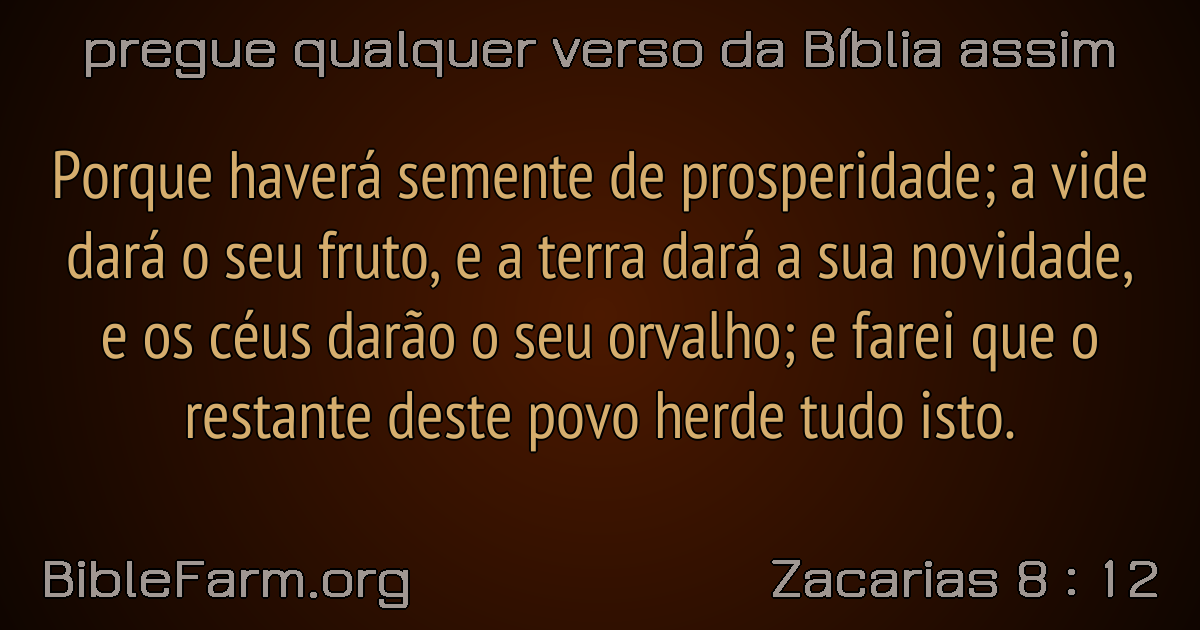 pregue qualquer verso da Bíblia assim
Porque haverá semente de prosperidade; a vide
dará o seu fruto, e a terra dará a sua novidade,
e os céus darão o seu orvalho; e farei que o
restante deste povo herde tudo isto.
BibleFarm.org
Zacarias 8 : 12